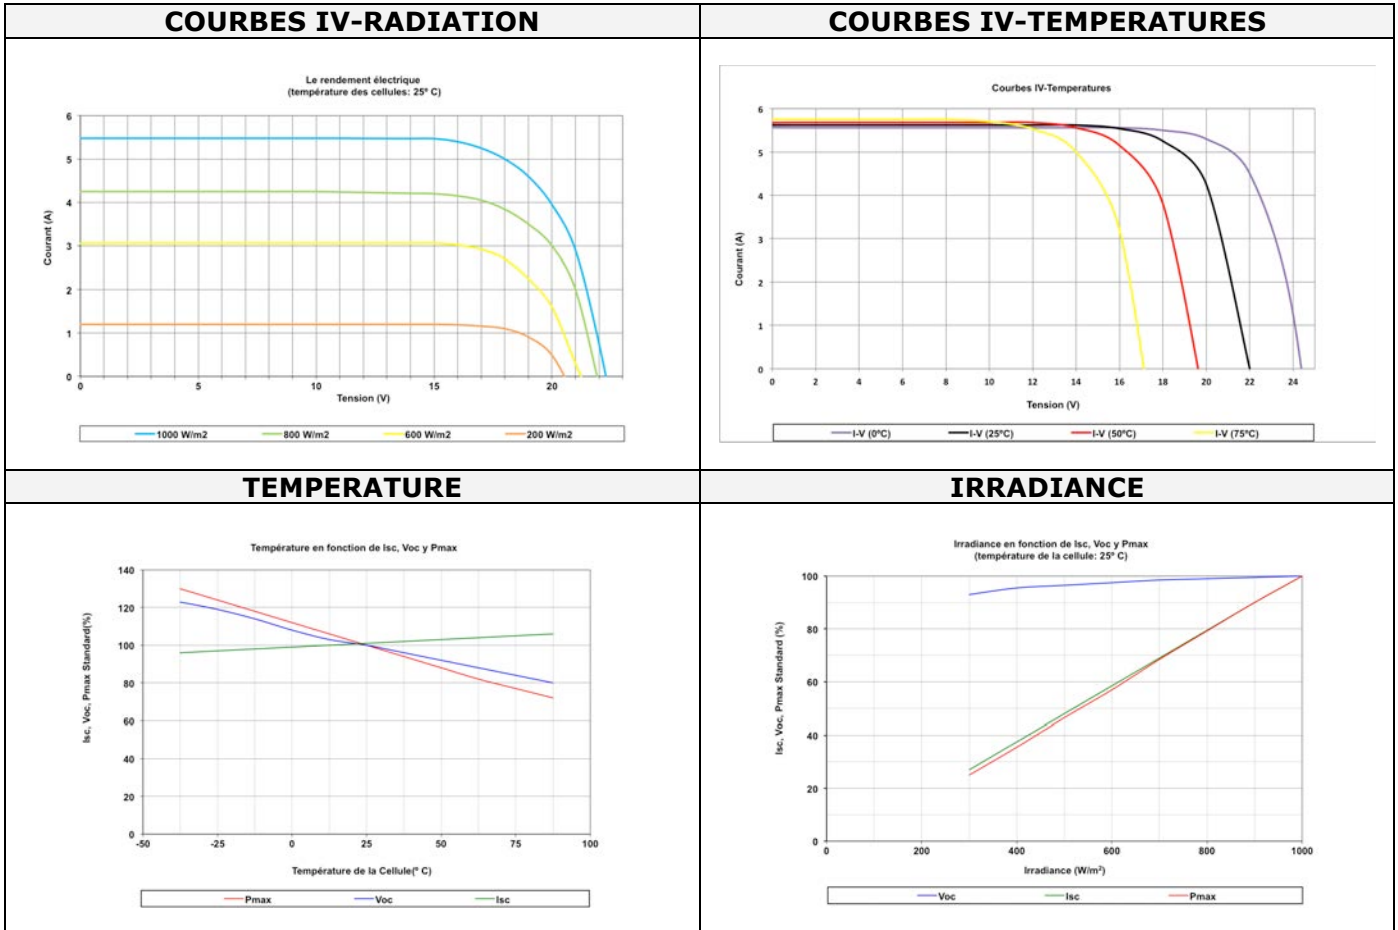 COURBES IV-RADIATION
Le rendement électrique
(température des cellules: 25º C)
6
5
4
3
2
1
0
Courant (A)
0 5 10 15 20
Tension (V)
1000 W/m2 800 W/m2 600 W/m2 200 W/m2
COURBES IV-TEMPERATURES
Courbes IV-Temperatures
6
5
4
3
2
1
0
Courant (A)
0 2 4 6 8 10 12 14 16 18 20 22 24
Tension (V)
I-V (0ºC) I-V (25ºC) I-V (50ºC) I-V (75ºC)
TEMPERATURE
Température en fonction de Isc, Voc y Pmax
140
120
100
80
60
40
20
0
Isc, Voc, Pmax Standard(%)
-50 -25 0 25 50 75 100
Température de la Cellule(º C)
Pmax Voc Isc
IRRADIANCE
Irradiance en fonction de Isc, Voc y Pmax
(température de la cellule: 25º C)
100
80
60
40
20
0
Isc, Voc, Pmax Standard (%)
0 200 400 600 800 1000
Irradiance (W/m²)
Voc Isc Pmax